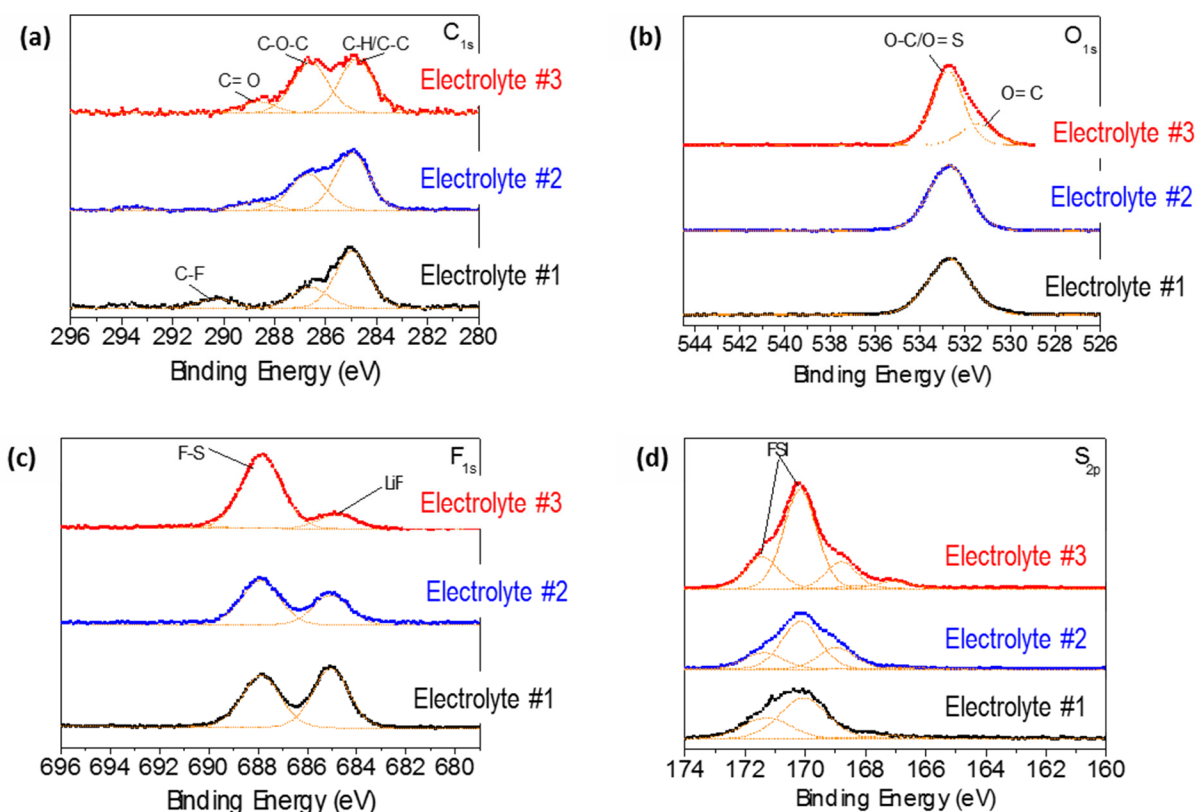 (a)
C1s
C-O-C
C-H/C-C
C=O
Electrolyte #3
Electrolyte #2
C-F
Electrolyte #1
296 294 292 290 288 286 284 282 280
Binding Energy (eV)
(b)
O1s
O-C/O=S
O=C
Electrolyte #3
Electrolyte #2
Electrolyte #1
544 542 540 538 536 534 532 530 528 526
Binding Energy (eV)
(c)
F1s
F-S
LiF
Electrolyte #3
Electrolyte #2
Electrolyte #1
696 694 692 690 688 686 684 682 680
Binding Energy (eV)
(d)
FSI
S2p
Electrolyte #3
Electrolyte #2
Electrolyte #1
174 172 170 168 166 164 162 160
Binding Energy (eV)